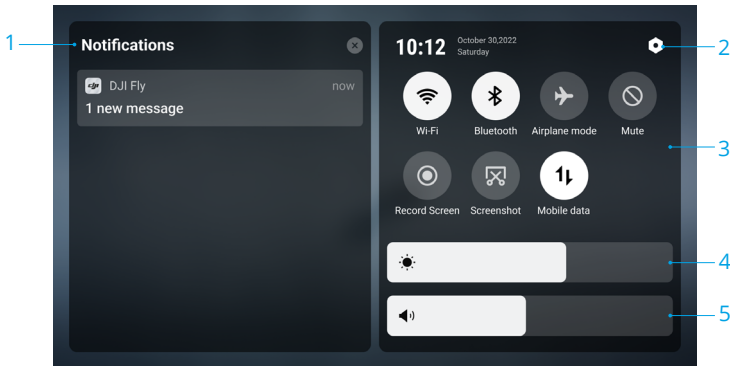 1
Notifications
dji DJI Fly now
1 new message
10:12
October 30,2022
Saturday
2
Wi-Fi Bluetooth Airplane mode Mute
3
Record Screen Screenshot Mobile data
4
5